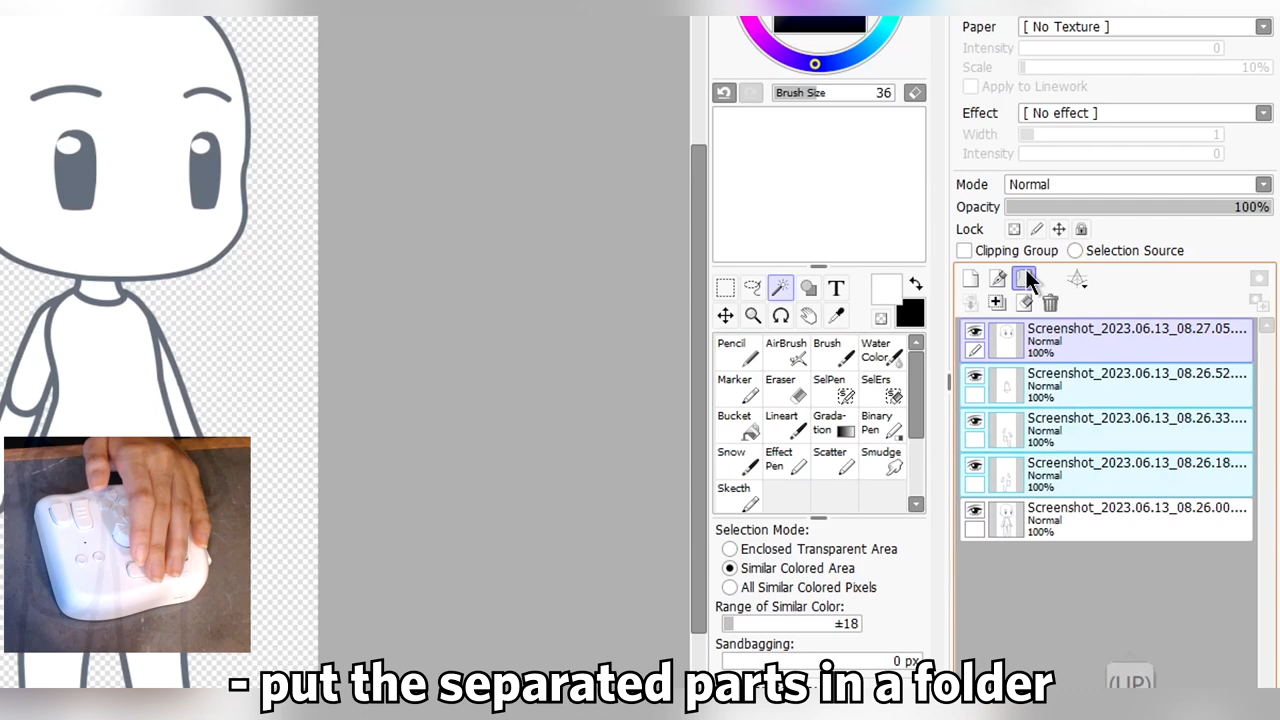 Paper [ No Texture ]
Intensity 0
Scale 10%
Apply to Linework
Effect [ No effect ]
Width 1
Intensity 0
Mode Normal
Opacity 100%
Lock
Clipping Group Selection Source
Brush Size 36
T
Pencil AirBrush Brush Water Color
Marker Eraser SelPen SelErs
Bucket Lineart Grada-tion Binary Pen
Snow Effect Pen Scatter Smudge
Skecth
Selection Mode:
Enclosed Transparent Area
Similar Colored Area
All Similar Colored Pixels
Range of Similar Color:
±18
Sandbagging:
0 px
Screenshot_2023.06.13_08.27.05....
Normal
100%
Screenshot_2023.06.13_08.26.52....
Normal
100%
Screenshot_2023.06.13_08.26.33....
Normal
100%
Screenshot_2023.06.13_08.26.18....
Normal
100%
Screenshot_2023.06.13_08.26.00....
Normal
100%
(UP)
- put the separated parts in a folder